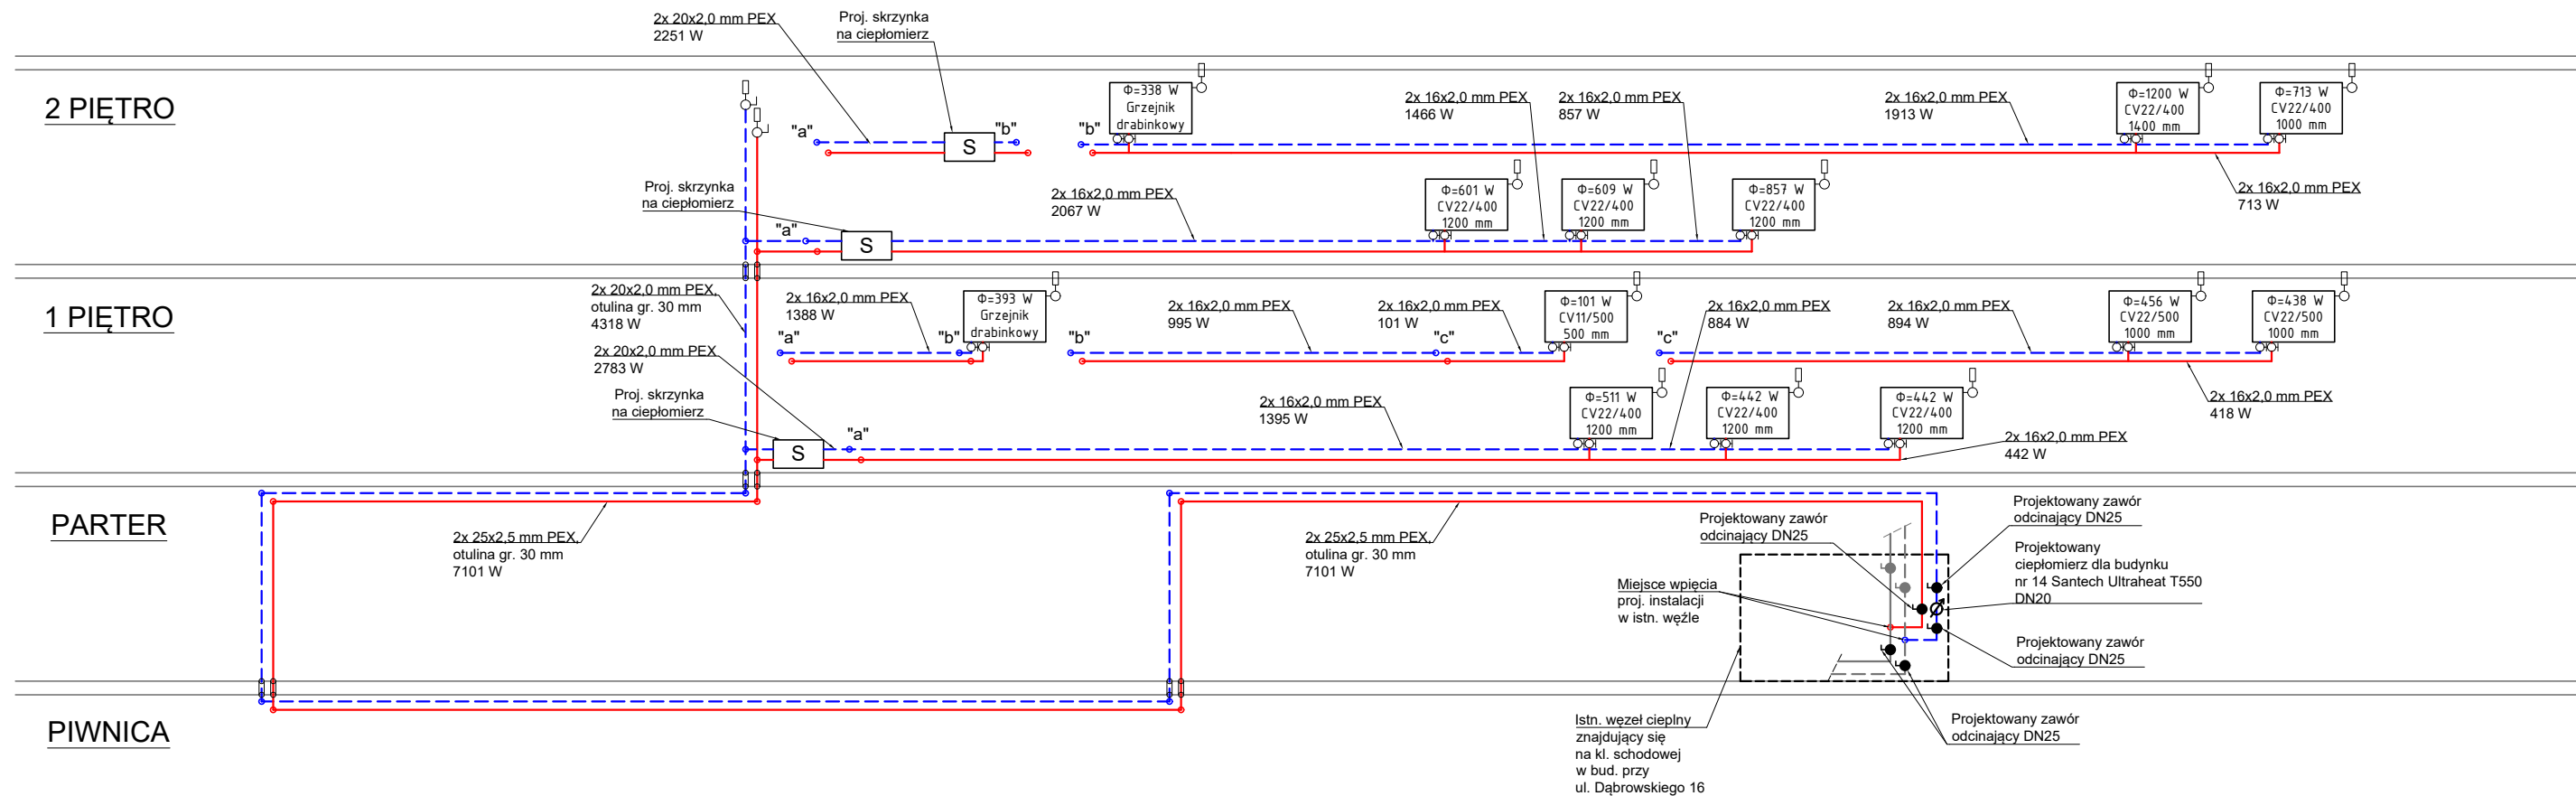 2x 20x2,0 mm PEX
2251 W
Proj. skrzynka
na ciepłomierz
2 PIĘTRO
"a"
S
"b"
"b"
Φ=338 W
Grzejnik
drabinkowy
2x 16x2,0 mm PEX
1466 W
2x 16x2,0 mm PEX
857 W
2x 16x2,0 mm PEX
1913 W
Φ=1200 W
CV22/400
1400 mm
Φ=713 W
CV22/400
1000 mm
2x 16x2,0 mm PEX
713 W
Proj. skrzynka
na ciepłomierz
"a"
S
2x 16x2,0 mm PEX
2067 W
Φ=601 W
CV22/400
1200 mm
Φ=609 W
CV22/400
1200 mm
Φ=857 W
CV22/400
1200 mm
1 PIĘTRO
2x 20x2,0 mm PEX,
otulina gr. 30 mm
4318 W
2x 16x2,0 mm PEX
1388 W
"a"
"b"
Φ=393 W
Grzejnik
drabinkowy
"b"
2x 16x2,0 mm PEX
995 W
2x 16x2,0 mm PEX
101 W
"c"
Φ=101 W
CV11/500
500 mm
"c"
2x 16x2,0 mm PEX
884 W
2x 16x2,0 mm PEX
894 W
Φ=456 W
CV22/500
1000 mm
Φ=438 W
CV22/500
1000 mm
2x 16x2,0 mm PEX
418 W
2x 20x2,0 mm PEX
2783 W
Proj. skrzynka
na ciepłomierz
S
"a"
2x 16x2,0 mm PEX
1395 W
Φ=511 W
CV22/400
1200 mm
Φ=442 W
CV22/400
1200 mm
Φ=442 W
CV22/400
1200 mm
2x 16x2,0 mm PEX
442 W
PARTER
2x 25x2,5 mm PEX,
otulina gr. 30 mm
7101 W
2x 25x2,5 mm PEX,
otulina gr. 30 mm
7101 W
Projektowany zawór
odcinający DN25
Projektowany zawór
odcinający DN25
Projektowany
ciepłomierz dla budynku
nr 14 Santech Ultraheat T550
DN20
Miejsce wpięcia
proj. instalacji
w istn. węźle
Projektowany zawór
odcinający DN25
PIWNICA
Istn. węzeł cieplny
znajdujący się
na kl. schodowej
w bud. przy
ul. Dąbrowskiego 16
Projektowany zawór
odcinający DN25